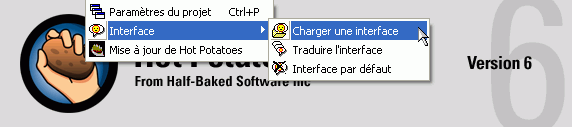 Paramètres du projet Ctrl+P
Interface
Charger une interface
Mise à jour de Hot Potatoes
Traduire l'interface
Interface par défaut
Version 6
From Half-Baked Software Inc
6